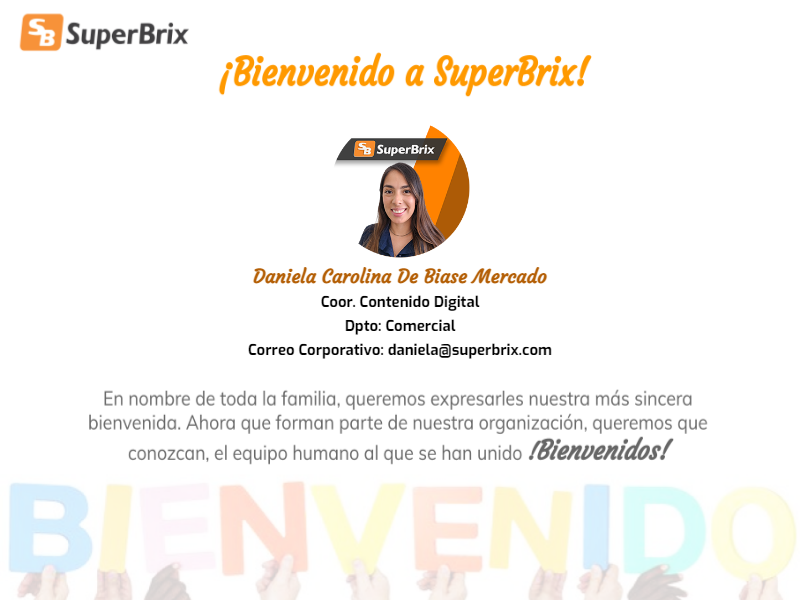 SB SuperBrix
¡Bienvenido a SuperBrix!
SB SuperBrix
Daniela Carolina De Biase Mercado
Coor. Contenido Digital
Dpto: Comercial
Correo Corporativo: daniela@superbrix.com
En nombre de toda la familia, queremos expresarles nuestra más sincera
bienvenida. Ahora que forman parte de nuestra organización, queremos que
conozcan, el equipo humano al que se han unido !Bienvenidos!
BIENVENIDO